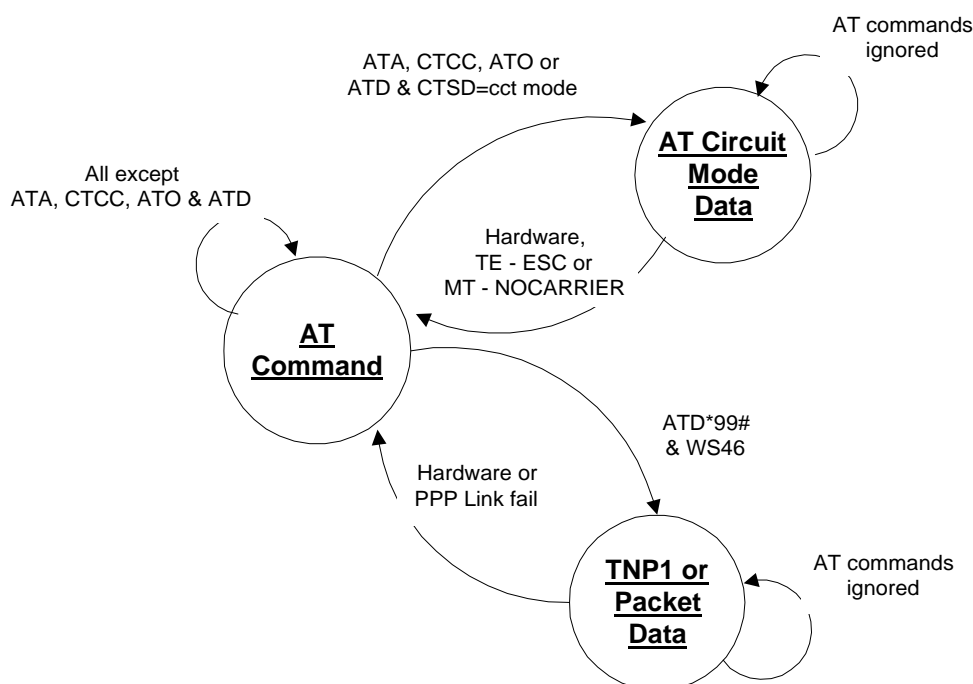 AT commands
ignored
ATA, CTCC, ATO or
ATD & CTSD=cct mode
AT Circuit
Mode
Data
All except
ATA, CTCC, ATO & ATD
Hardware,
TE - ESC or
MT - NOCARRIER
AT
Command
ATD*99#
& WS46
Hardware or
PPP Link fail
TNP1 or
Packet
Data
AT commands
ignored